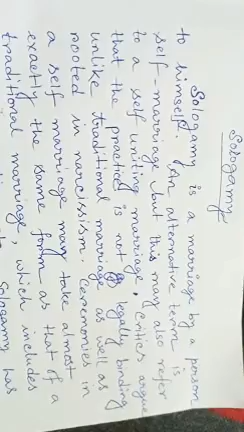 Sologamy
Sologamy is a marriage by a person
to himself. An alternative term is
self-marriage, but this may also refer
to a self uniting marriage, critics argue
that the practice is not legally binding
unlike traditional marriage as well as
rooted in narcissism. Ceremonies in
a self marriage may take almost
exactly the same form as that of a
traditional marriage, which includes
Sologamy has